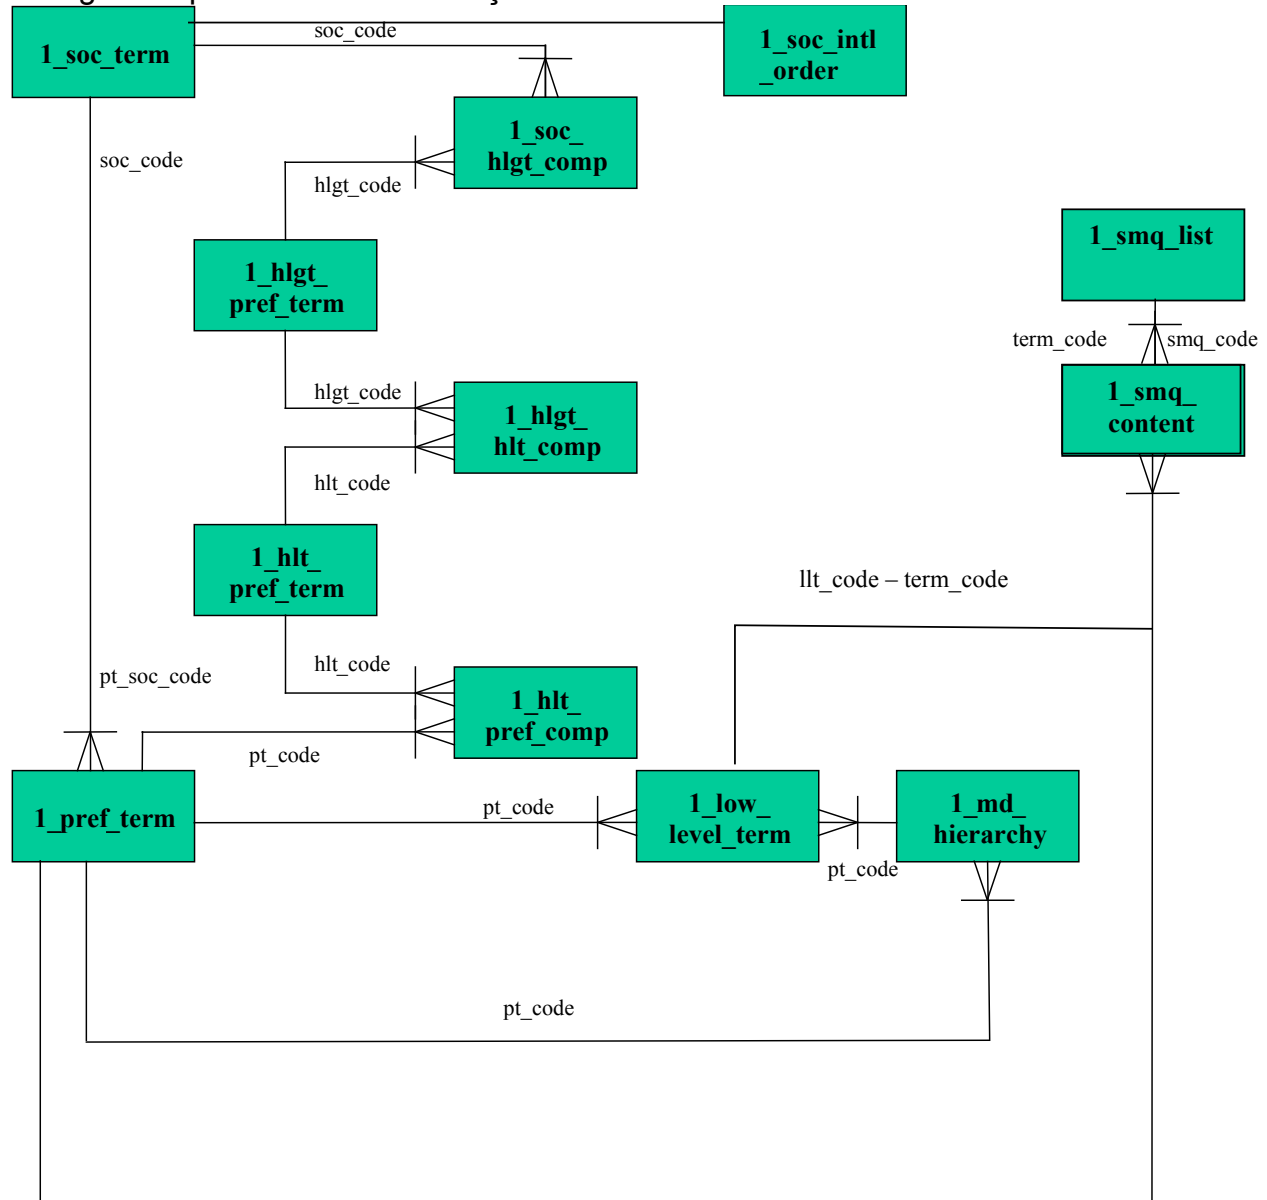 soc_code
1_soc_term
1_soc_intl
_order
1_soc_
hlgt_comp
soc_code
hlgt_code
1_smq_list
1_hlgt_
pref_term
term_code
smq_code
hlgt_code
1_hlgt_
hlt_comp
1_smq_
content
hlt_code
1_hlt_
pref_term
llt_code – term_code
hlt_code
pt_soc_code
1_hlt_
pref_comp
pt_code
1_pref_term
pt_code
1_low_
level_term
1_md_
hierarchy
pt_code
pt_code